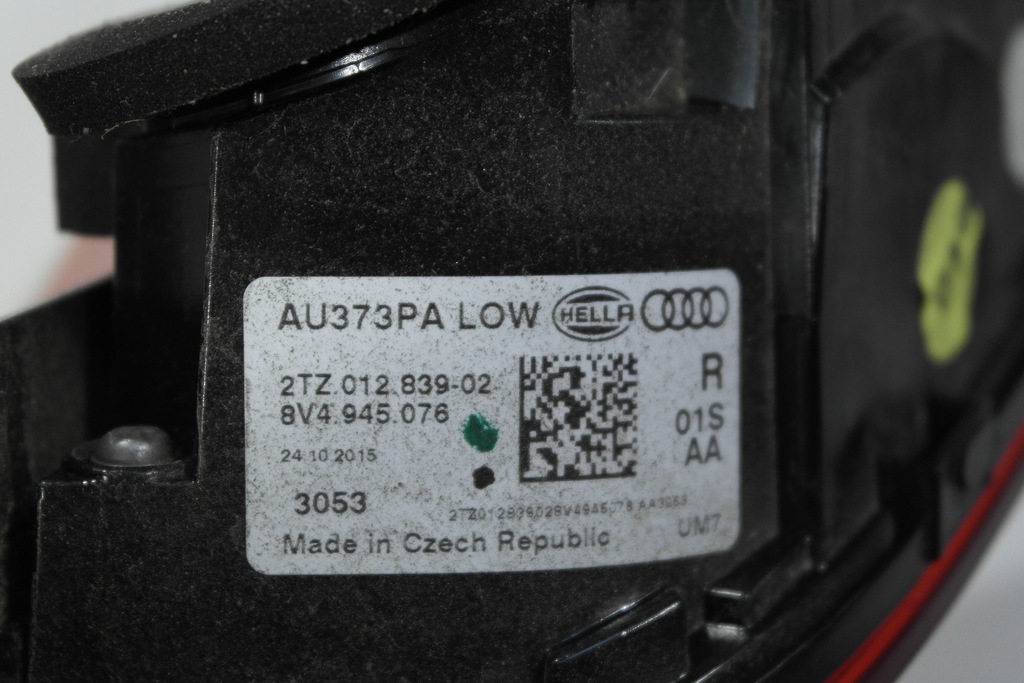 AU373PA LOW HELLA
2TZ.012.839-02 R
8V4.945.076 01S
24.10.2015 AA
3053
UM7
Made in Czech Republic